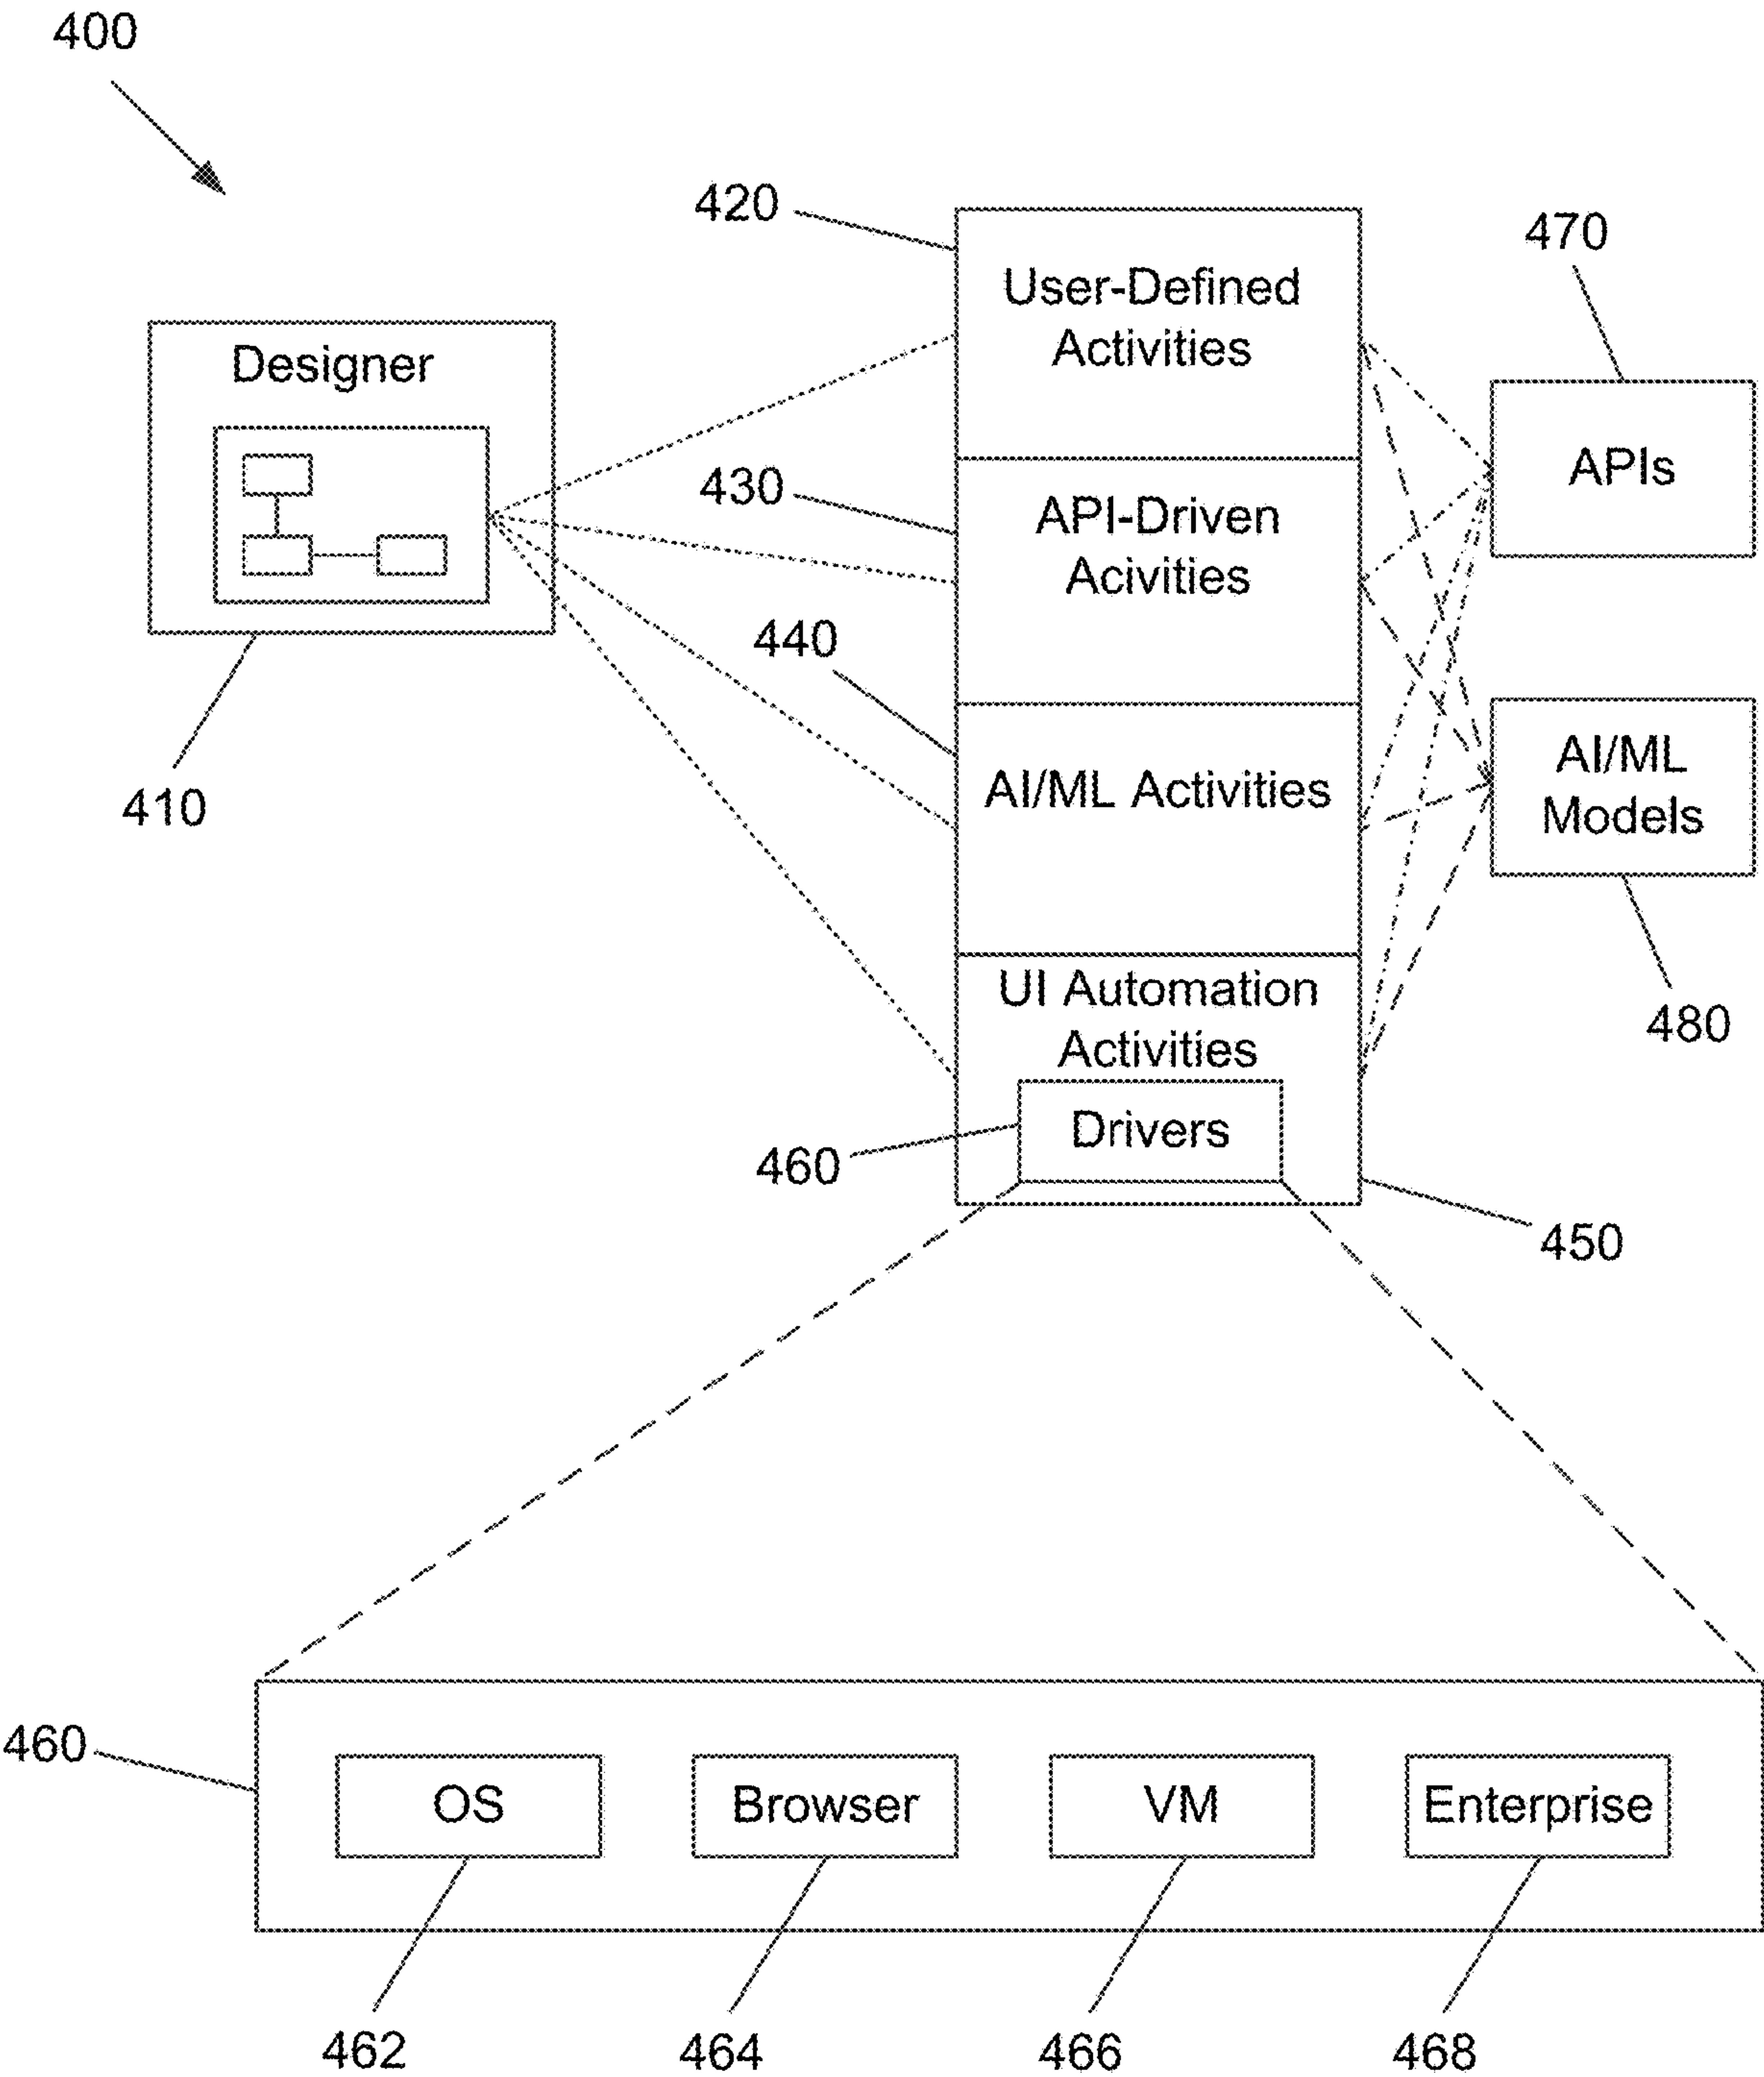 400
420
User-Defined
Activities
470
Designer
APIs
430
API-Driven
Acivities
440
410
AI/ML Activities
AI/ML
Models
480
UI Automation
Activities
Drivers
460
450
460
OS
Browser
VM
Enterprise
462
464
466
468